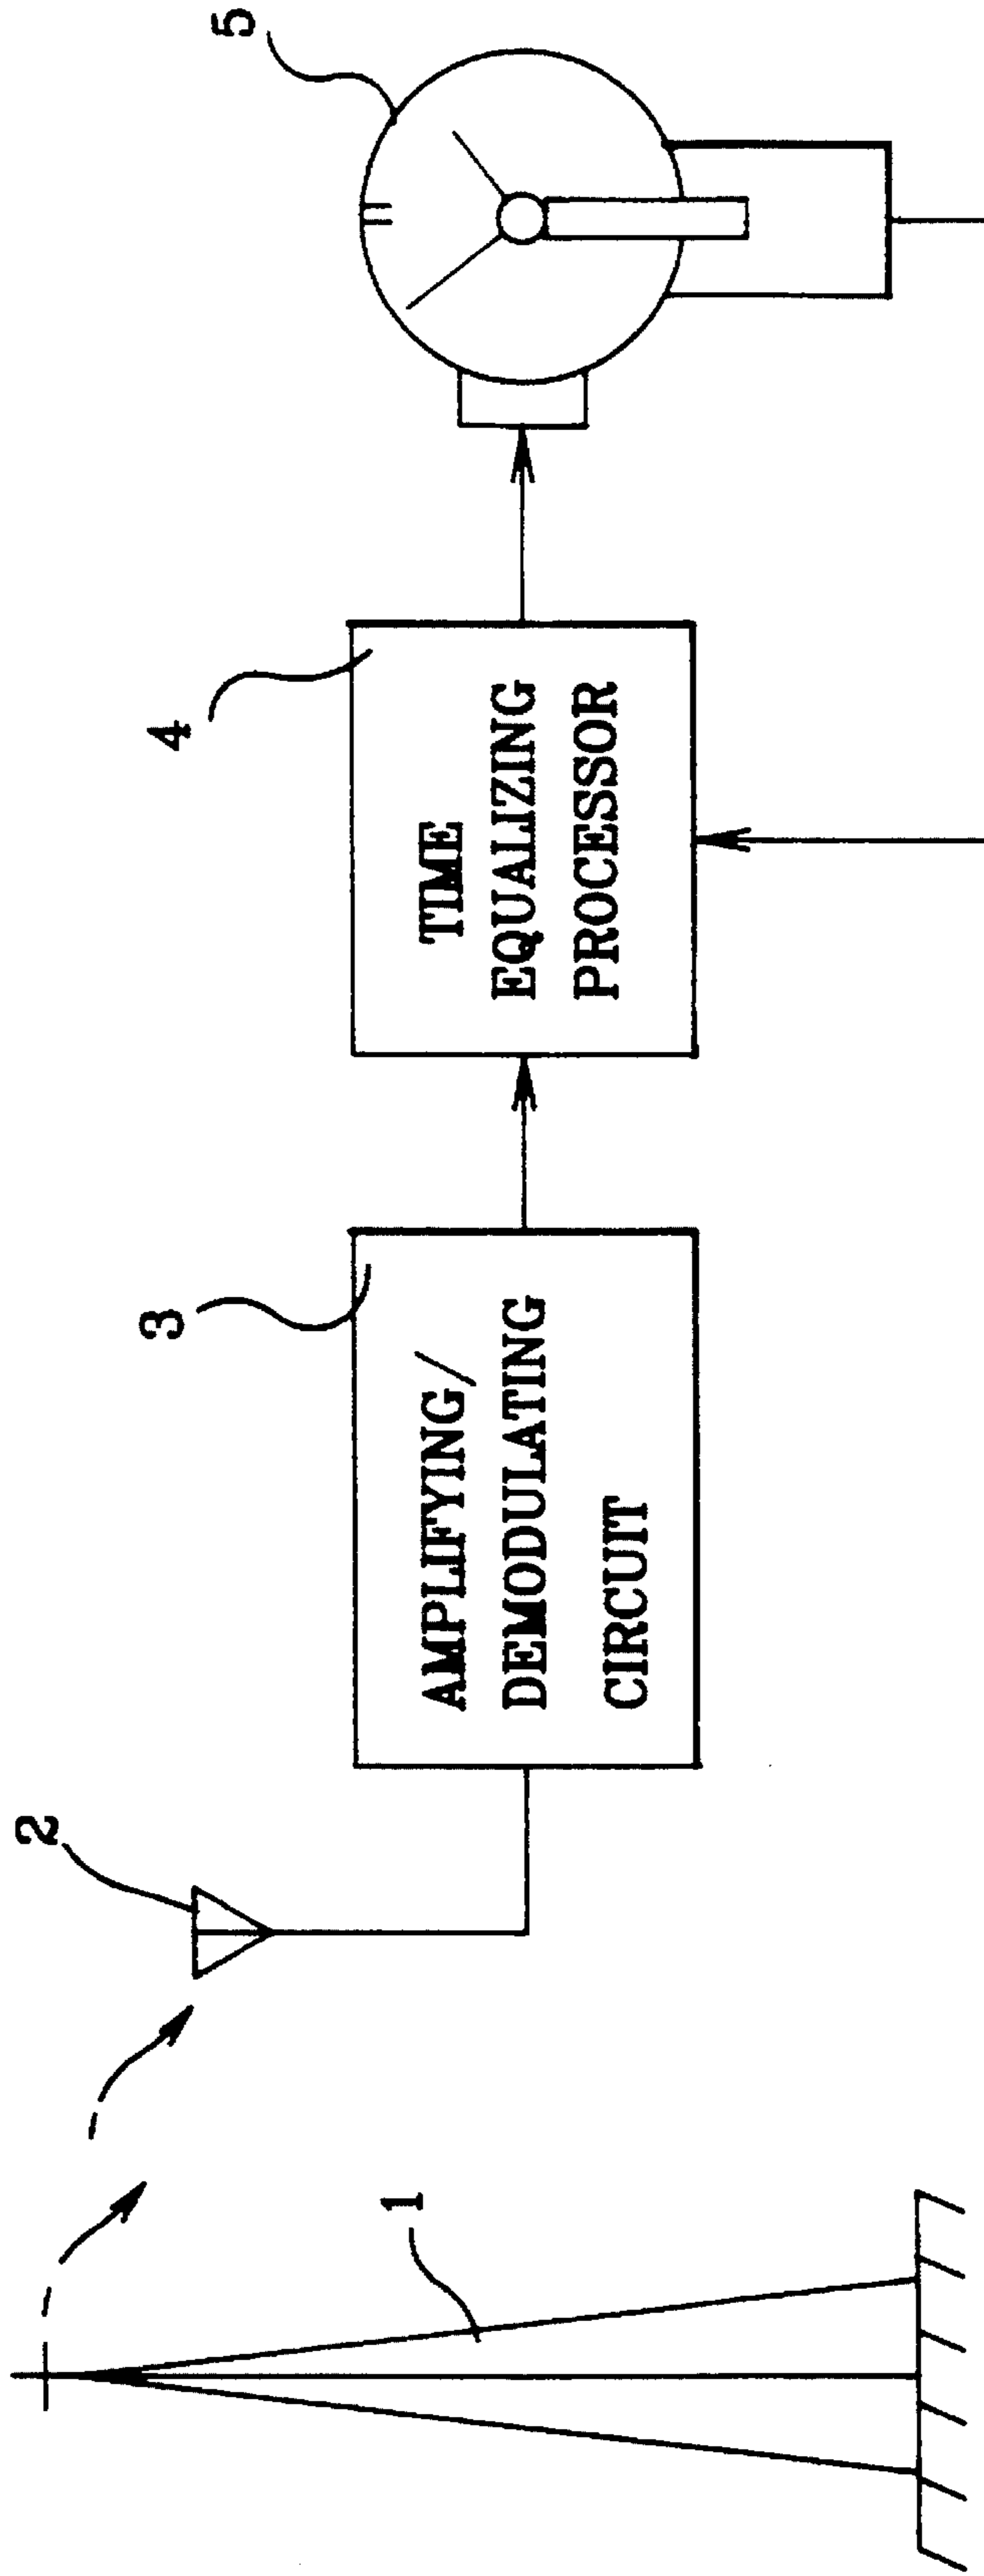 1
2
3
AMPLIFYING/
DEMODULATING
CIRCUIT
4
TIME
EQUALIZING
PROCESSOR
5